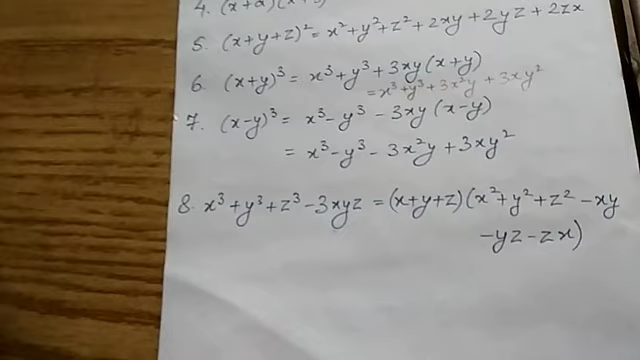 4. (x+a)(x+
5. (x+y+z)² = x²+y²+z²+2xy+2yz+2zx
6. (x+y)³ = x³+y³+3xy(x+y)
= x³+y³+3x²y+3xy²
7. (x-y)³ = x³-y³-3xy(x-y)
= x³-y³-3x²y+3xy²
8. x³+y³+z³-3xyz = (x+y+z)(x²+y²+z²-xy
-yz-zx)